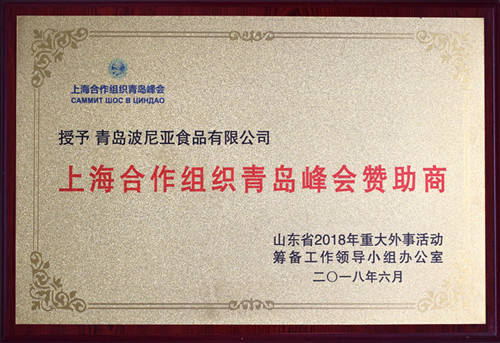 上海合作组织青岛峰会
САММИТ ШОС В ЦИНДАО
授予 青岛波尼亚食品有限公司
上海合作组织青岛峰会赞助商
山东省2018年重大外事活动
筹备工作领导小组办公室
二〇一八年六月